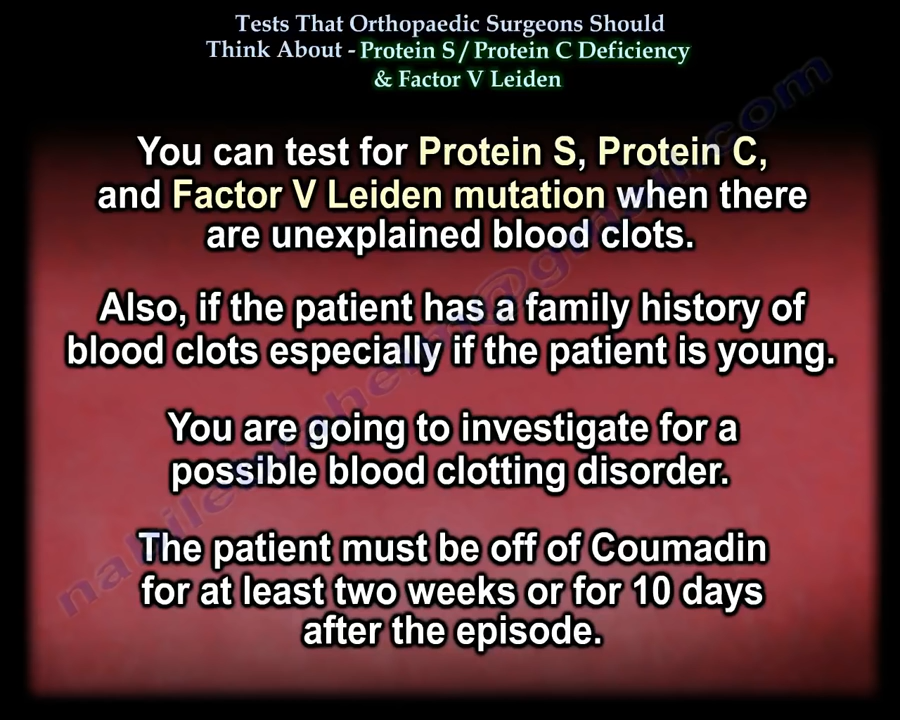 Tests That Orthopaedic Surgeons Should
Think About - Protein S / Protein C Deficiency
& Factor V Leiden
You can test for Protein S, Protein C,
and Factor V Leiden mutation when there
are unexplained blood clots.
Also, if the patient has a family history of
blood clots especially if the patient is young.
You are going to investigate for a
possible blood clotting disorder.
The patient must be off of Coumadin
for at least two weeks or for 10 days
after the episode.